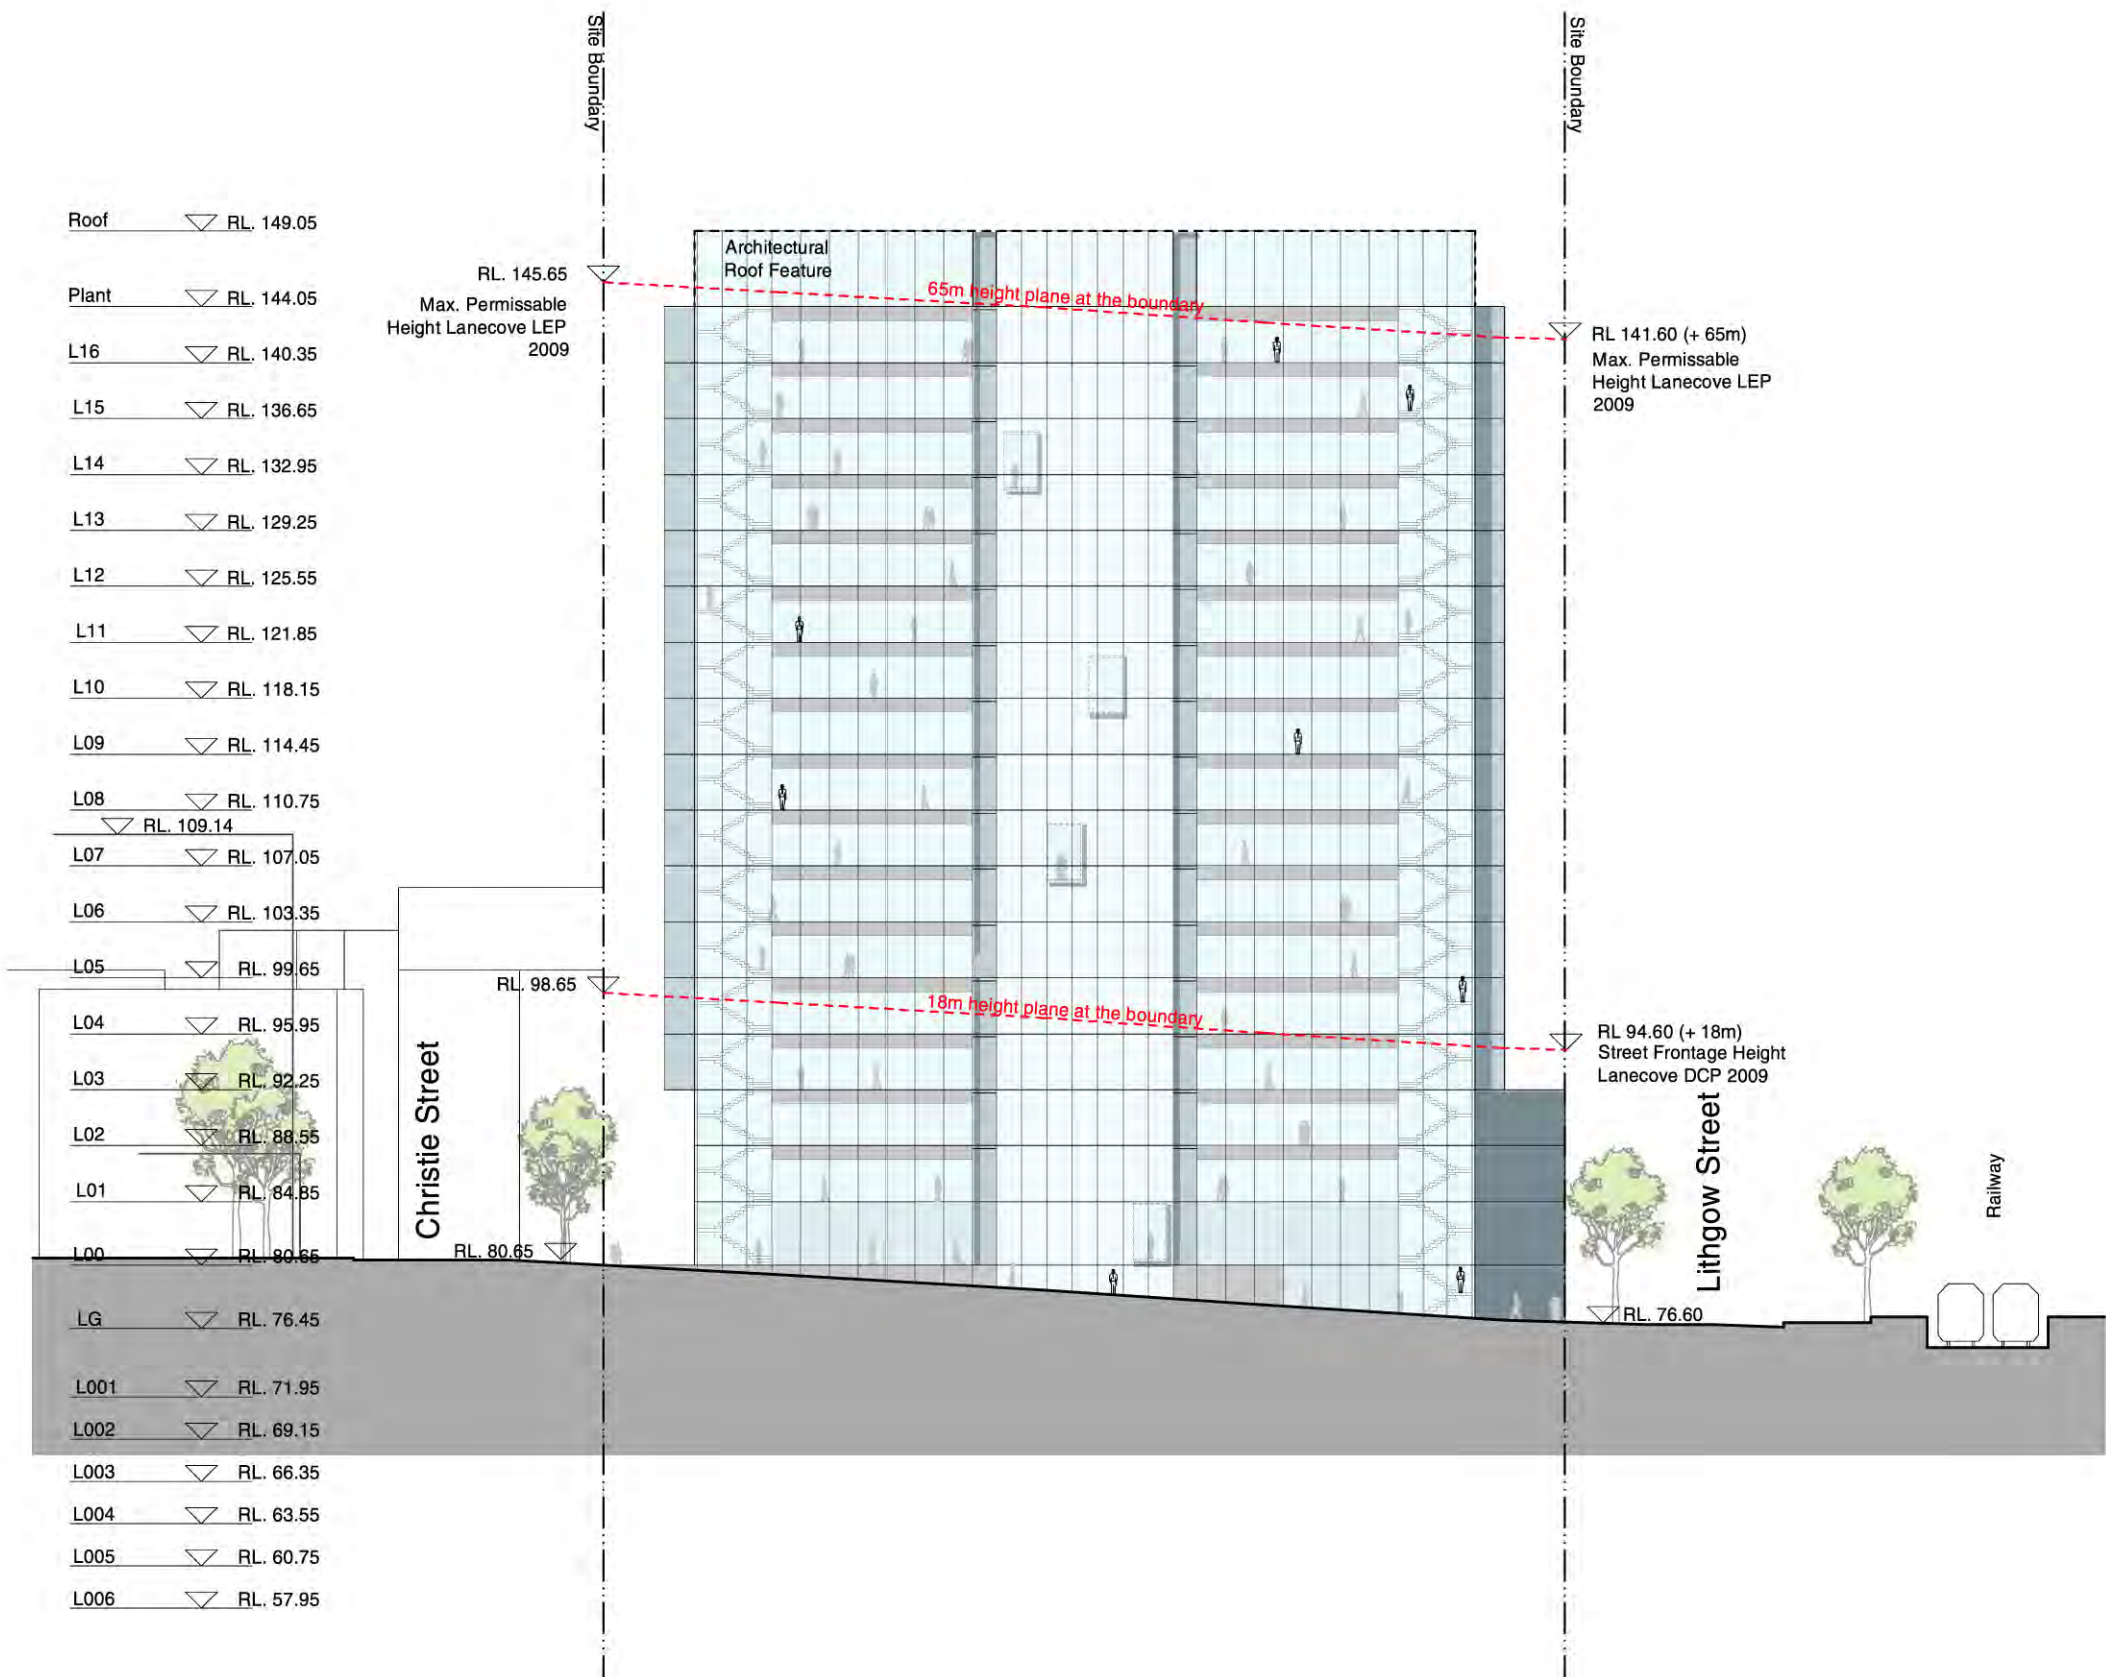 Site Boundary
Site Boundary
Roof RL. 149.05
Architectural
Roof Feature
RL. 145.65
Max. Permissable
Height Lanecove LEP
2009
65m height plane at the boundary
RL 141.60 (+ 65m)
Max. Permissable
Height Lanecove LEP
2009
Plant RL. 144.05
L16 RL. 140.35
L15 RL. 136.65
L14 RL. 132.95
L13 RL. 129.25
L12 RL. 125.55
L11 RL. 121.85
L10 RL. 118.15
L09 RL. 114.45
L08 RL. 110.75
RL. 109.14
L07 RL. 107.05
L06 RL. 103.35
L05 RL. 99.65
RL. 98.65
18m height plane at the boundary
RL 94.60 (+ 18m)
Street Frontage Height
Lanecove DCP 2009
L04 RL. 95.95
L03 RL. 92.25
L02 RL. 88.55
L01 RL. 84.85
Christie Street
Lithgow Street
Railway
L00 RL. 80.65
RL. 80.65
RL. 76.60
LG RL. 76.45
L001 RL. 71.95
L002 RL. 69.15
L003 RL. 66.35
L004 RL. 63.55
L005 RL. 60.75
L006 RL. 57.95